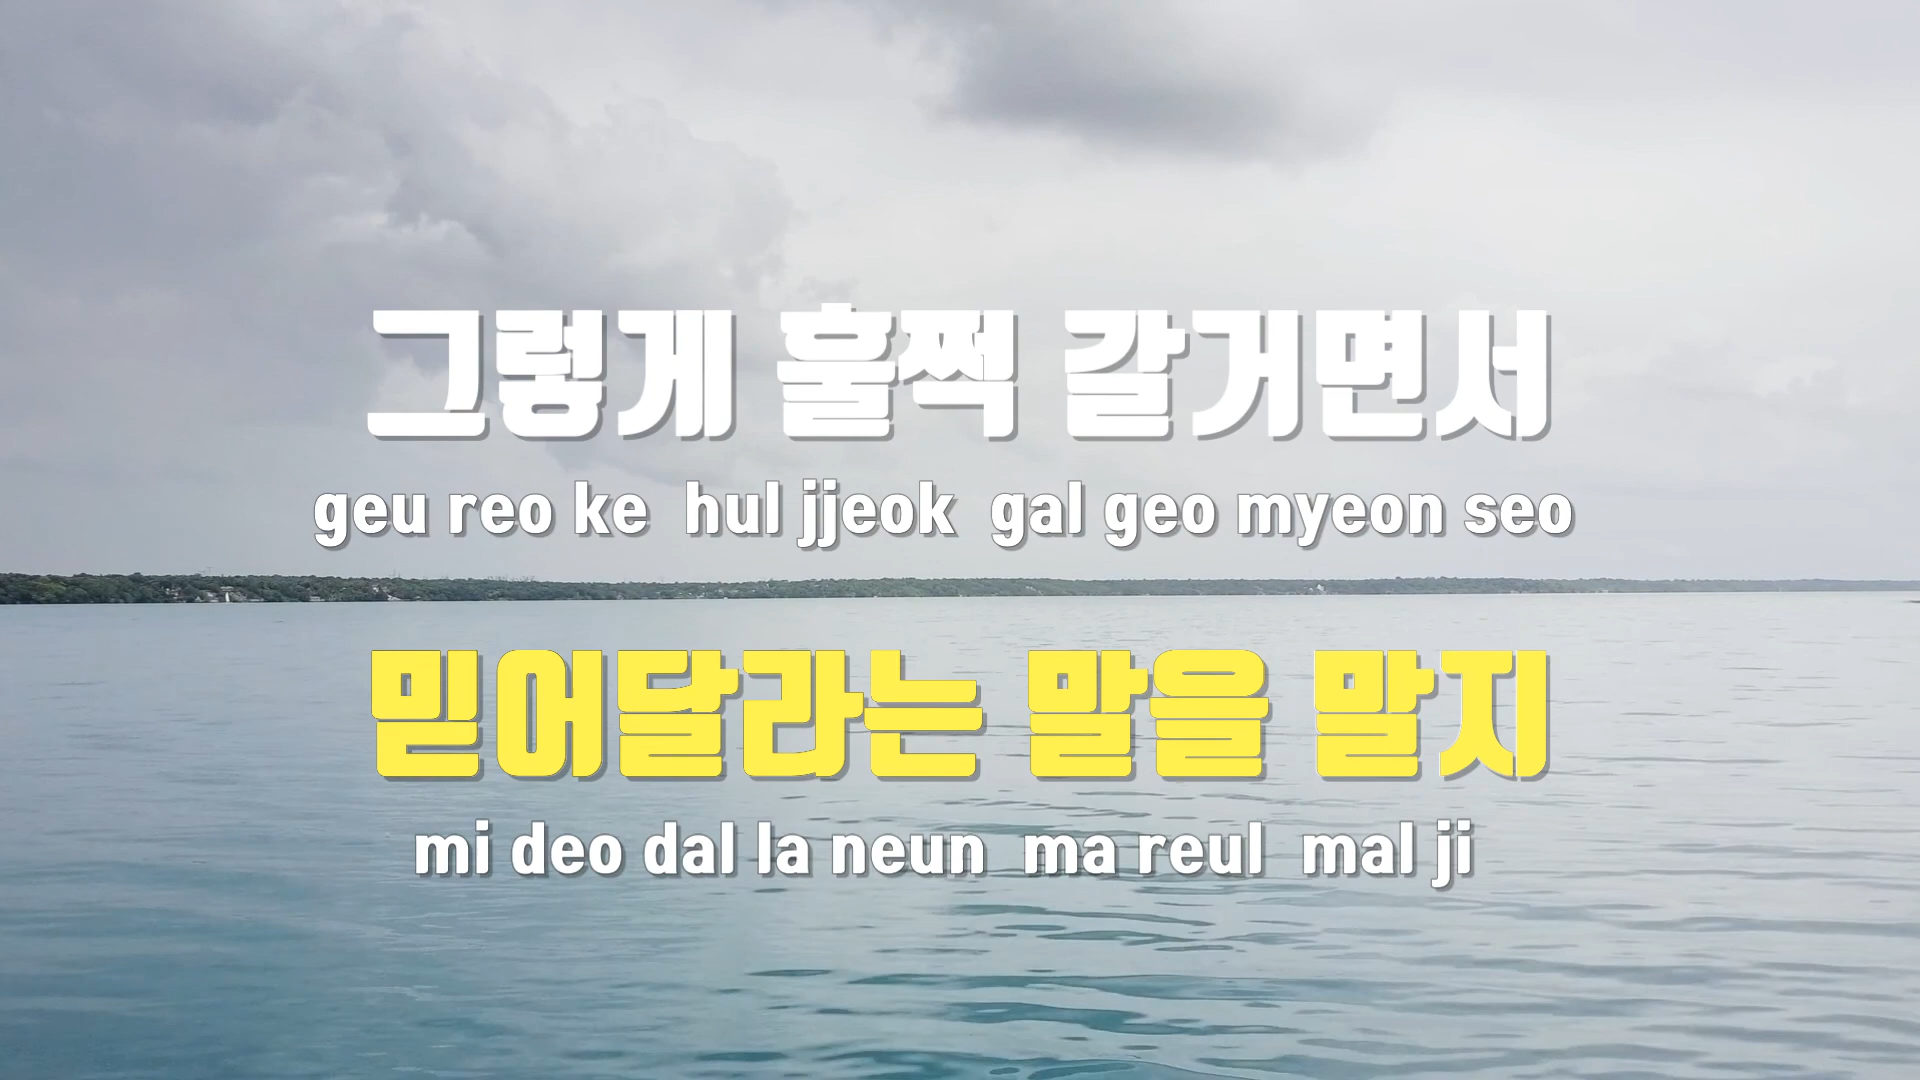 그렇게 훌쩍 갈거면서
geu reo ke hul jjeok gal geo myeon seo
믿어달라는 말을 말지
mi deo dal la neun ma reul mal ji